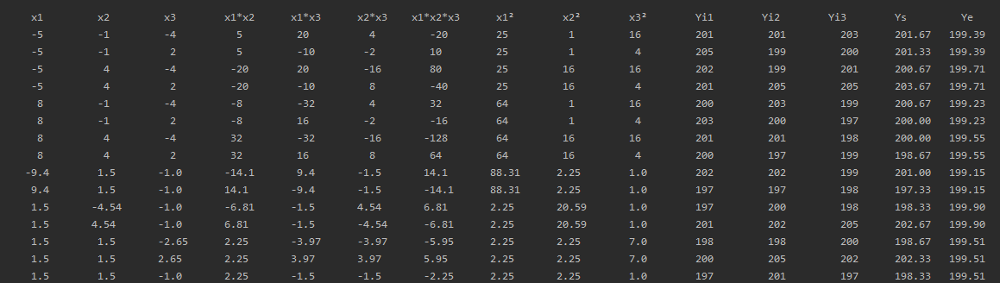 x1 x2 x3 x1*x2 x1*x3 x2*x3 x1*x2*x3 x1² x2² x3² Yi1 Yi2 Yi3 Ys Ye
-5 -1 -4 5 20 4 -20 25 1 16 201 201 203 201.67 199.39
-5 -1 2 5 -10 -2 10 25 1 4 205 199 200 201.33 199.39
-5 4 -4 -20 20 -16 80 25 16 16 202 199 201 200.67 199.71
-5 4 2 -20 -10 8 -40 25 16 4 201 205 205 203.67 199.71
8 -1 -4 -8 -32 4 32 64 1 16 200 203 199 200.67 199.23
8 -1 2 -8 16 -2 -16 64 1 4 203 200 197 200.00 199.23
8 4 -4 32 -32 -16 -128 64 16 16 201 201 198 200.00 199.55
8 4 2 32 16 8 64 64 16 4 200 197 199 198.67 199.55
-9.4 1.5 -1.0 -14.1 9.4 -1.5 14.1 88.31 2.25 1.0 202 202 199 201.00 199.15
9.4 1.5 -1.0 14.1 -9.4 -1.5 -14.1 88.31 2.25 1.0 197 197 198 197.33 199.15
1.5 -4.54 -1.0 -6.81 -1.5 4.54 6.81 2.25 20.59 1.0 197 200 198 198.33 199.90
1.5 4.54 -1.0 6.81 -1.5 -4.54 -6.81 2.25 20.59 1.0 201 202 205 202.67 199.90
1.5 1.5 -2.65 2.25 -3.97 -3.97 -5.95 2.25 2.25 7.0 198 198 200 198.67 199.51
1.5 1.5 2.65 2.25 3.97 3.97 5.95 2.25 2.25 7.0 200 205 202 202.33 199.51
1.5 1.5 -1.0 2.25 -1.5 -1.5 -2.25 2.25 2.25 1.0 197 201 197 198.33 199.51